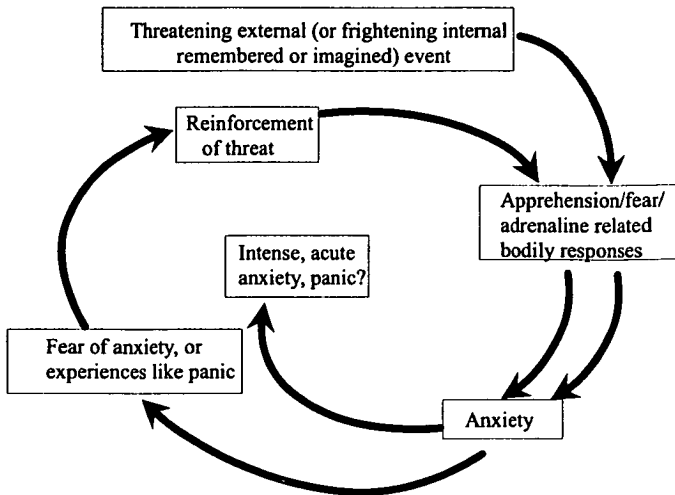 Threatening external (or frightening internal
remembered or imagined) event
Reinforcement
of threat
Apprehension/fear/
adrenaline related
bodily responses
Intense, acute
anxiety, panic?
Fear of anxiety, or
experiences like panic
Anxiety